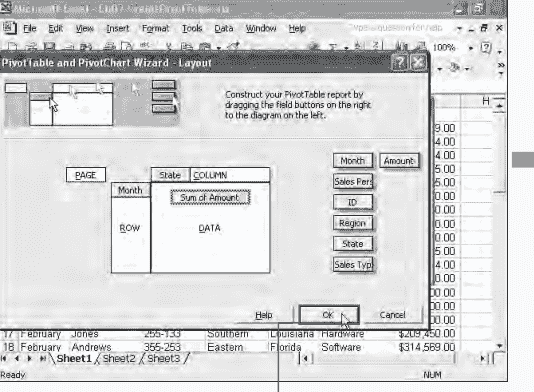 File Edit View Insert Format Tools Data Window Help
100%
PivotTable and PivotChart Wizard - Layout
Construct your PivotTable report by
dragging the field buttons on the right
to the diagram on the left.
H
9.00
4.00
4.00
5.00
Month Amount
PAGE State COLUMN
Sales Pers
Month
Sum of Amount
ID
ROW DATA
Region
State
Sales Typ
Help OK Cancel
17 February Jones 255-133 Southern Louisiana Hardware $209,450.00
18 February Andrews 355-253 Eastern Florida Software $314,569.00
Sheet1 Sheet2 Sheet3
Ready NUM